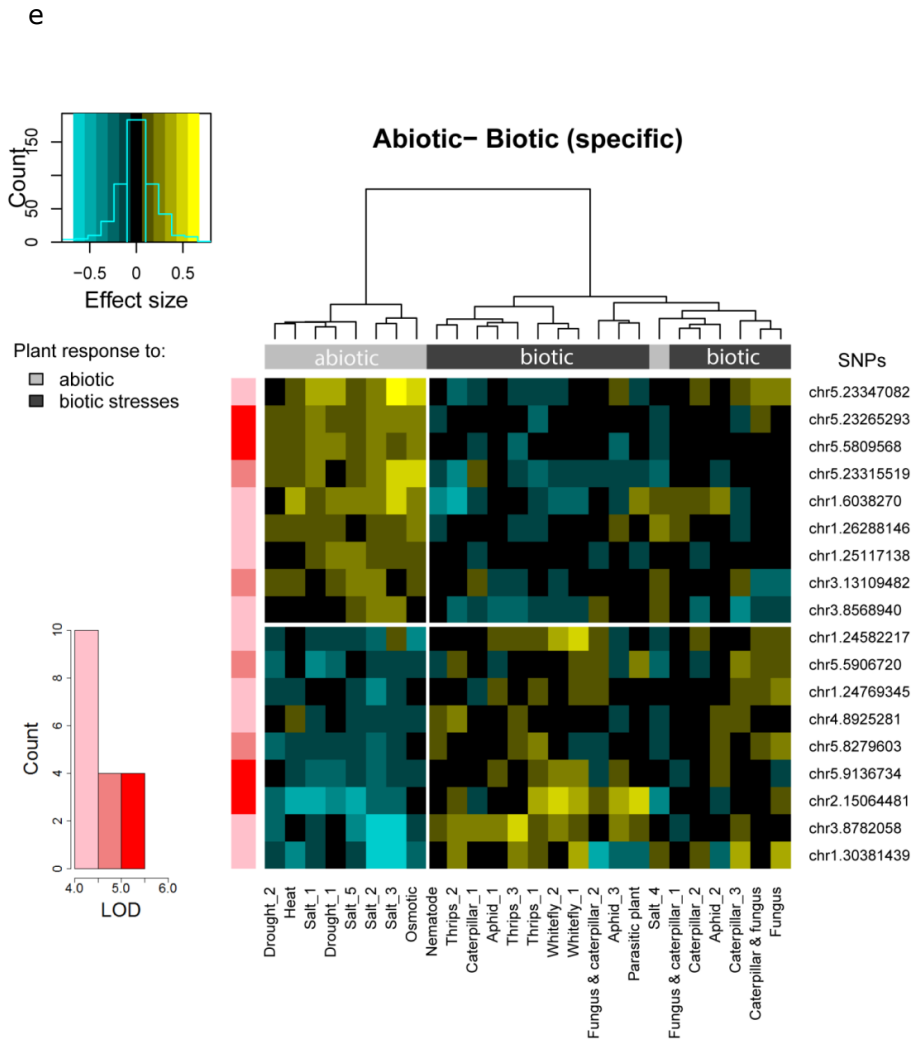 e
Abiotic− Biotic (specific)
Count
0
50
150
−0.5
0
0.5
Effect size
Plant response to:
abiotic
biotic stresses
abiotic
biotic
biotic
SNPs
chr5.23347082
chr5.23265293
chr5.5809568
chr5.23315519
chr1.6038270
chr1.26288146
chr1.25117138
chr3.13109482
chr3.8568940
chr1.24582217
chr5.5906720
chr1.24769345
chr4.8925281
chr5.8279603
chr5.9136734
chr2.15064481
chr3.8782058
chr1.30381439
Count
0
2
4
6
8
10
4.0
5.0
6.0
LOD
Drought_2
Heat
Salt_1
Drought_1
Salt_5
Salt_2
Salt_3
Osmotic
Nematode
Thrips_2
Caterpillar_1
Aphid_1
Thrips_3
Thrips_1
Whitefly_2
Whitefly_1
Fungus & caterpillar_2
Aphid_3
Parasitic plant
Salt_4
Fungus & caterpillar_1
Caterpillar_2
Aphid_2
Caterpillar_3
Caterpillar & fungus
Fungus